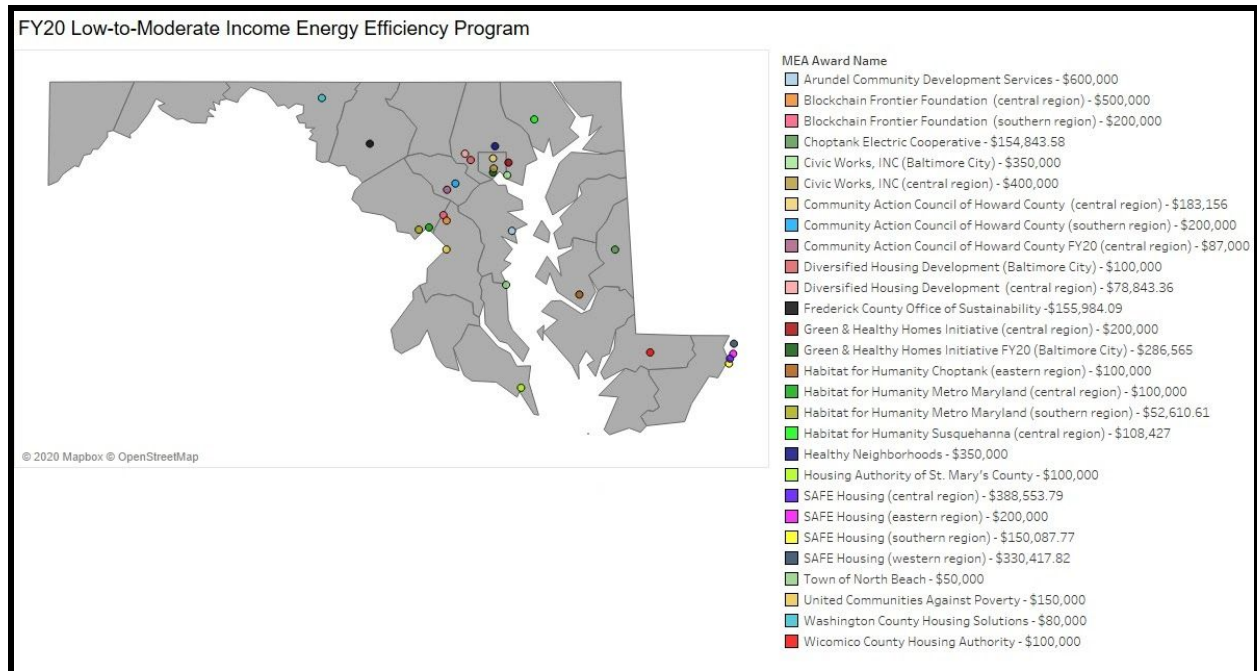 FY20 Low-to-Moderate Income Energy Efficiency Program
MEA Award Name
Arundel Community Development Services - $600,000
Blockchain Frontier Foundation (central region) - $500,000
Blockchain Frontier Foundation (southern region) - $200,000
Choptank Electric Cooperative - $154,843.58
Civic Works, INC (Baltimore City) - $350,000
Civic Works, INC (central region) - $400,000
Community Action Council of Howard County (central region) - $183,156
Community Action Council of Howard County (southern region) - $200,000
Community Action Council of Howard County FY20 (central region) - $87,000
Diversified Housing Development (Baltimore City) - $100,000
Diversified Housing Development (central region) - $78,843.36
Frederick County Office of Sustainability -$155,984.09
Green & Healthy Homes Initiative (central region) - $200,000
Green & Healthy Homes Initiative FY20 (Baltimore City) - $286,565
Habitat for Humanity Choptank (eastern region) - $100,000
Habitat for Humanity Metro Maryland (central region) - $100,000
Habitat for Humanity Metro Maryland (southern region) - $52,610.61
Habitat for Humanity Susquehanna (central region) - $108,427
Healthy Neighborhoods - $350,000
Housing Authority of St. Mary's County - $100,000
SAFE Housing (central region) - $388,553.79
SAFE Housing (eastern region) - $200,000
SAFE Housing (southern region) - $150,087.77
SAFE Housing (western region) - $330,417.82
Town of North Beach - $50,000
United Communities Against Poverty - $150,000
Washington County Housing Solutions - $80,000
Wicomico County Housing Authority - $100,000
© 2020 Mapbox © OpenStreetMap